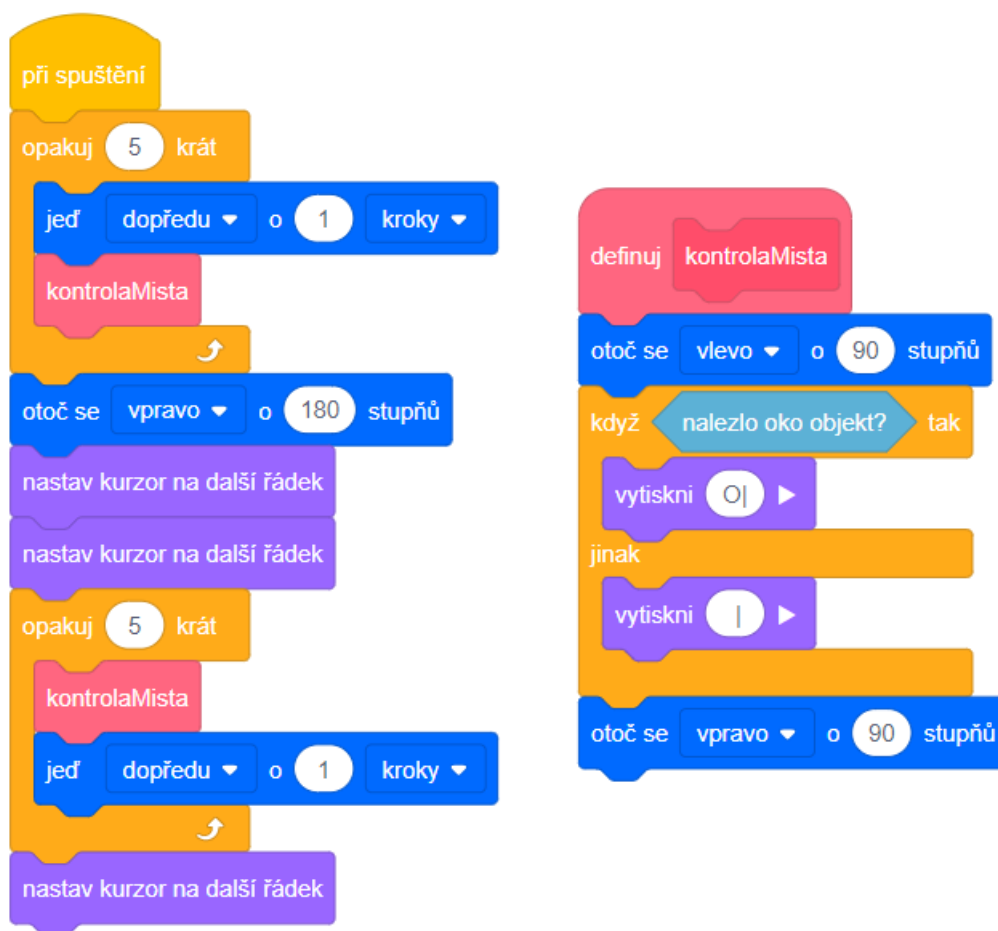 při spuštění
opakuj 5 krát
jeď dopředu o 1 kroky
kontrolaMista
otoč se vpravo o 180 stupňů
nastav kurzor na další řádek
nastav kurzor na další řádek
opakuj 5 krát
kontrolaMista
jeď dopředu o 1 kroky
nastav kurzor na další řádek
definuj kontrolaMista
otoč se vlevo o 90 stupňů
když nalezlo oko objekt? tak
vytiskni O|
jinak
vytiskni |
otoč se vpravo o 90 stupňů